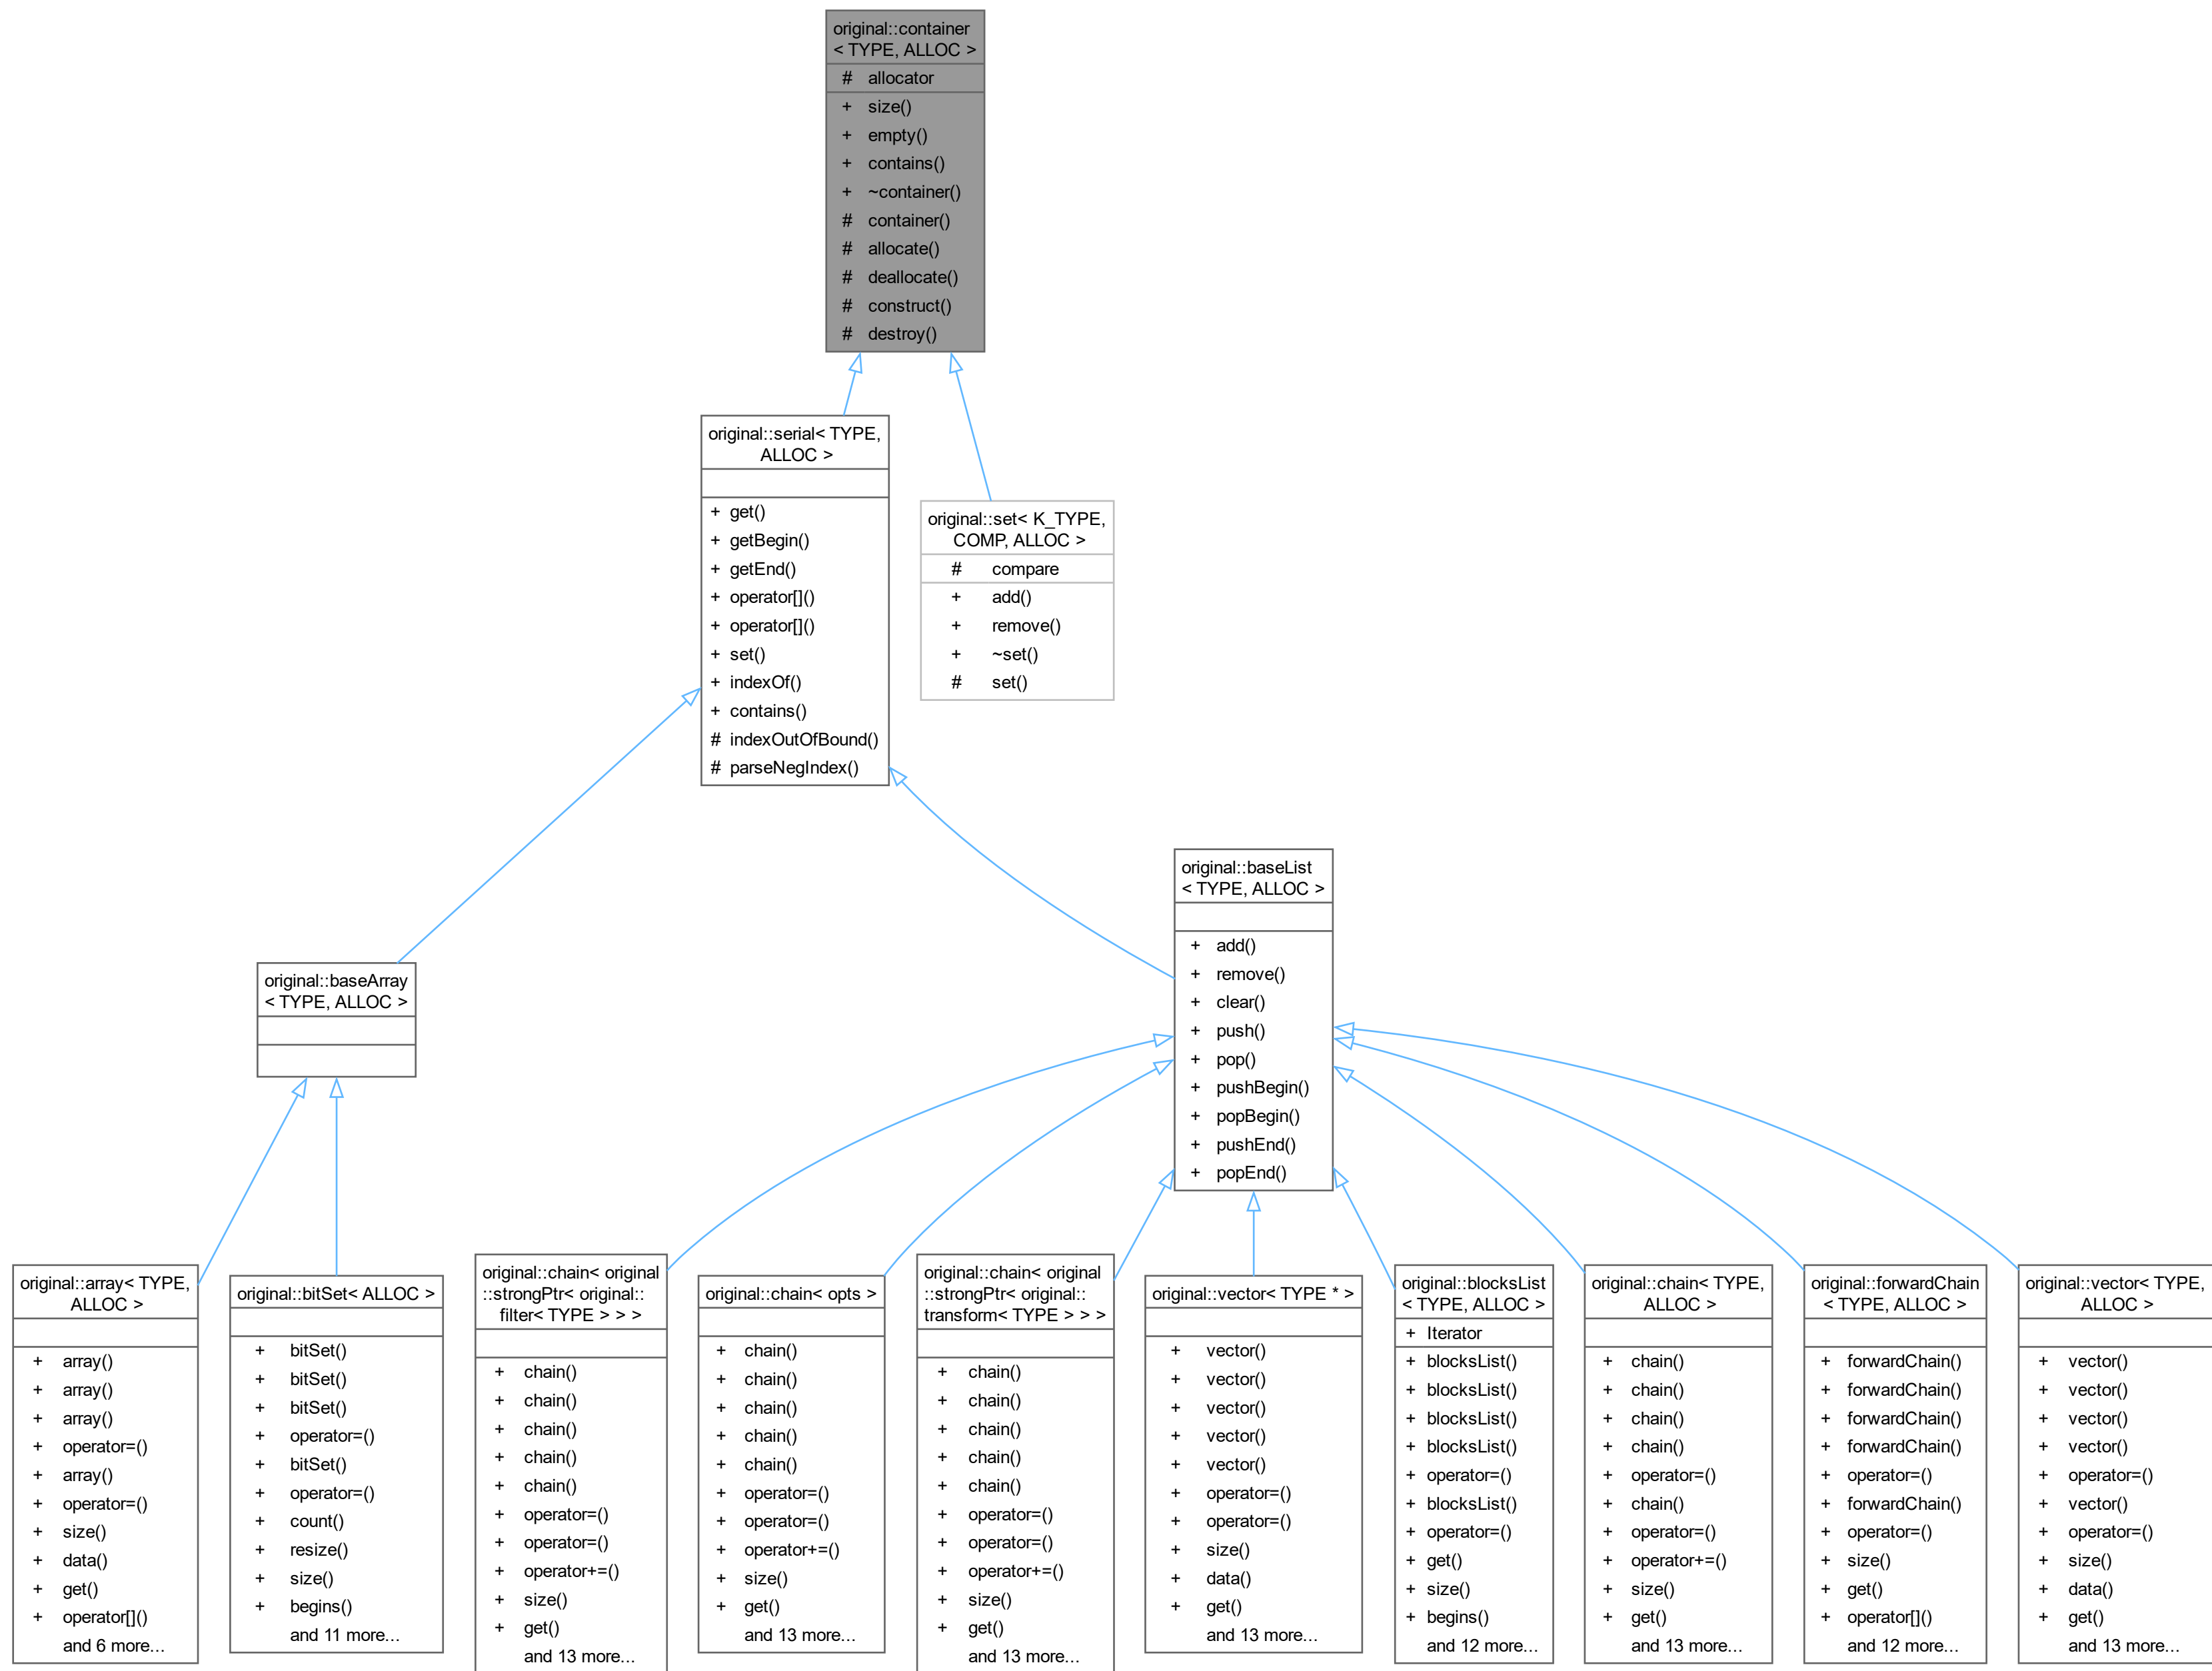 original::container
< TYPE, ALLOC >
# allocator
+ size()
+ empty()
+ contains()
+ ~container()
# container()
# allocate()
# deallocate()
# construct()
# destroy()
original::serial< TYPE,
ALLOC >
+ get()
+ getBegin()
+ getEnd()
+ operator[]()
+ operator[]()
+ set()
+ indexOf()
+ contains()
# indexOutOfBound()
# parseNegIndex()
original::set< K_TYPE,
COMP, ALLOC >
# compare
+ add()
+ remove()
+ ~set()
# set()
original::baseArray
< TYPE, ALLOC >
original::baseList
< TYPE, ALLOC >
+ add()
+ remove()
+ clear()
+ push()
+ pop()
+ pushBegin()
+ popBegin()
+ pushEnd()
+ popEnd()
original::array< TYPE,
ALLOC >
+ array()
+ array()
+ array()
+ operator=()
+ array()
+ operator=()
+ size()
+ data()
+ get()
+ operator[]()
and 6 more...
original::bitSet< ALLOC >
+ bitSet()
+ bitSet()
+ bitSet()
+ operator=()
+ bitSet()
+ operator=()
+ count()
+ resize()
+ size()
+ begins()
and 11 more...
original::chain< original
::strongPtr< original::
filter< TYPE > > >
+ chain()
+ chain()
+ chain()
+ chain()
+ chain()
+ operator=()
+ operator=()
+ operator+=()
+ size()
+ get()
and 13 more...
original::chain< opts >
+ chain()
+ chain()
+ chain()
+ chain()
+ chain()
+ operator=()
+ operator=()
+ operator+=()
+ size()
+ get()
and 13 more...
original::chain< original
::strongPtr< original::
transform< TYPE > > >
+ chain()
+ chain()
+ chain()
+ chain()
+ chain()
+ operator=()
+ operator=()
+ operator+=()
+ size()
+ get()
and 13 more...
original::vector< TYPE * >
+ vector()
+ vector()
+ vector()
+ vector()
+ vector()
+ operator=()
+ operator=()
+ size()
+ data()
+ get()
and 13 more...
original::blocksList
< TYPE, ALLOC >
+ Iterator
+ blocksList()
+ blocksList()
+ blocksList()
+ blocksList()
+ operator=()
+ blocksList()
+ operator=()
+ get()
+ size()
+ begins()
and 12 more...
original::chain< TYPE,
ALLOC >
+ chain()
+ chain()
+ chain()
+ chain()
+ operator=()
+ chain()
+ operator=()
+ operator+=()
+ size()
+ get()
and 13 more...
original::forwardChain
< TYPE, ALLOC >
+ forwardChain()
+ forwardChain()
+ forwardChain()
+ forwardChain()
+ operator=()
+ forwardChain()
+ operator=()
+ size()
+ get()
+ operator[]()
and 12 more...
original::vector< TYPE,
ALLOC >
+ vector()
+ vector()
+ vector()
+ vector()
+ operator=()
+ vector()
+ operator=()
+ size()
+ data()
+ get()
and 13 more...